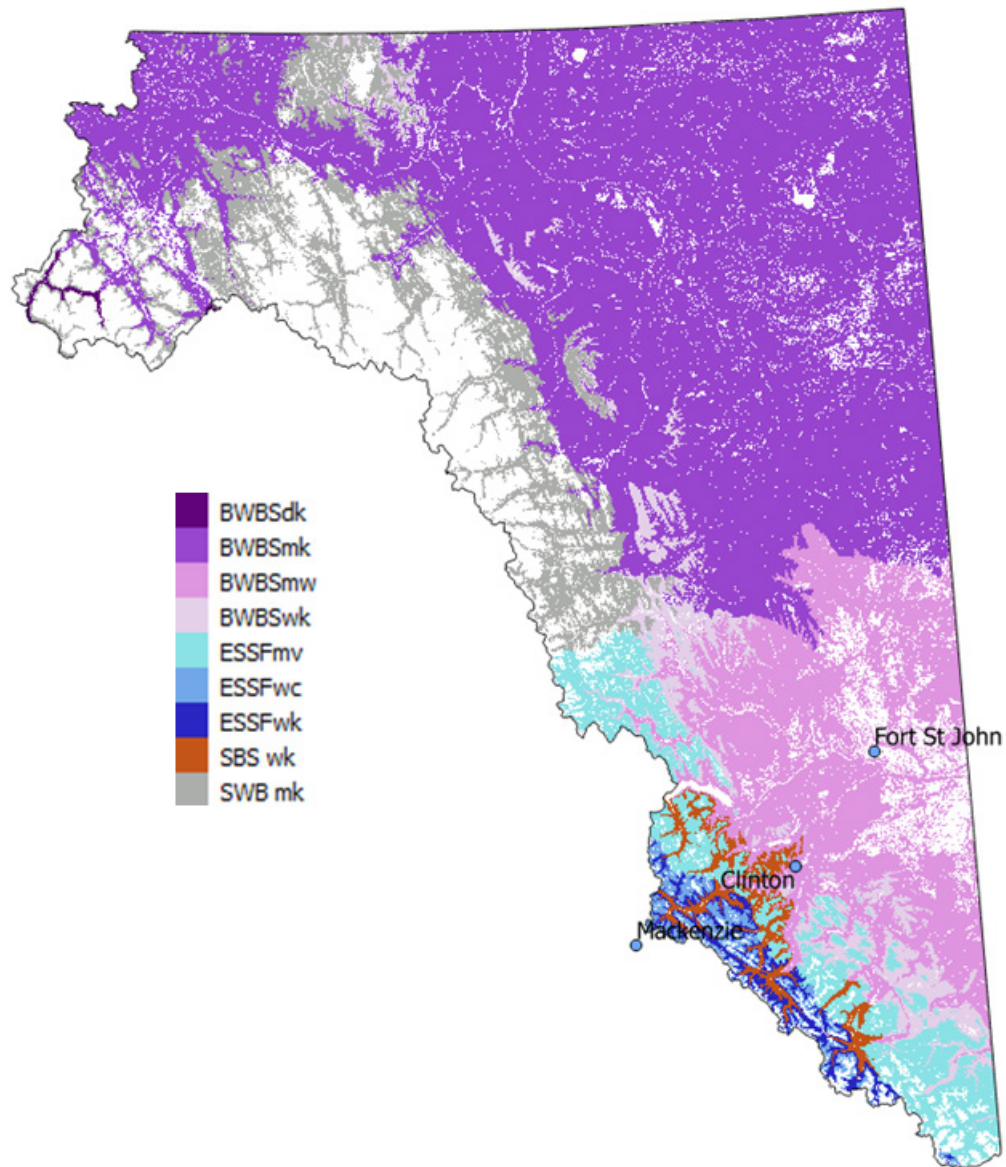 BWBSdk
BWBSmk
BWBSmw
BWBSwk
ESSFmv
ESSFwc
ESSFwk
SBS wk
SWB mk
Fort St John
Clinton
Mackenzie